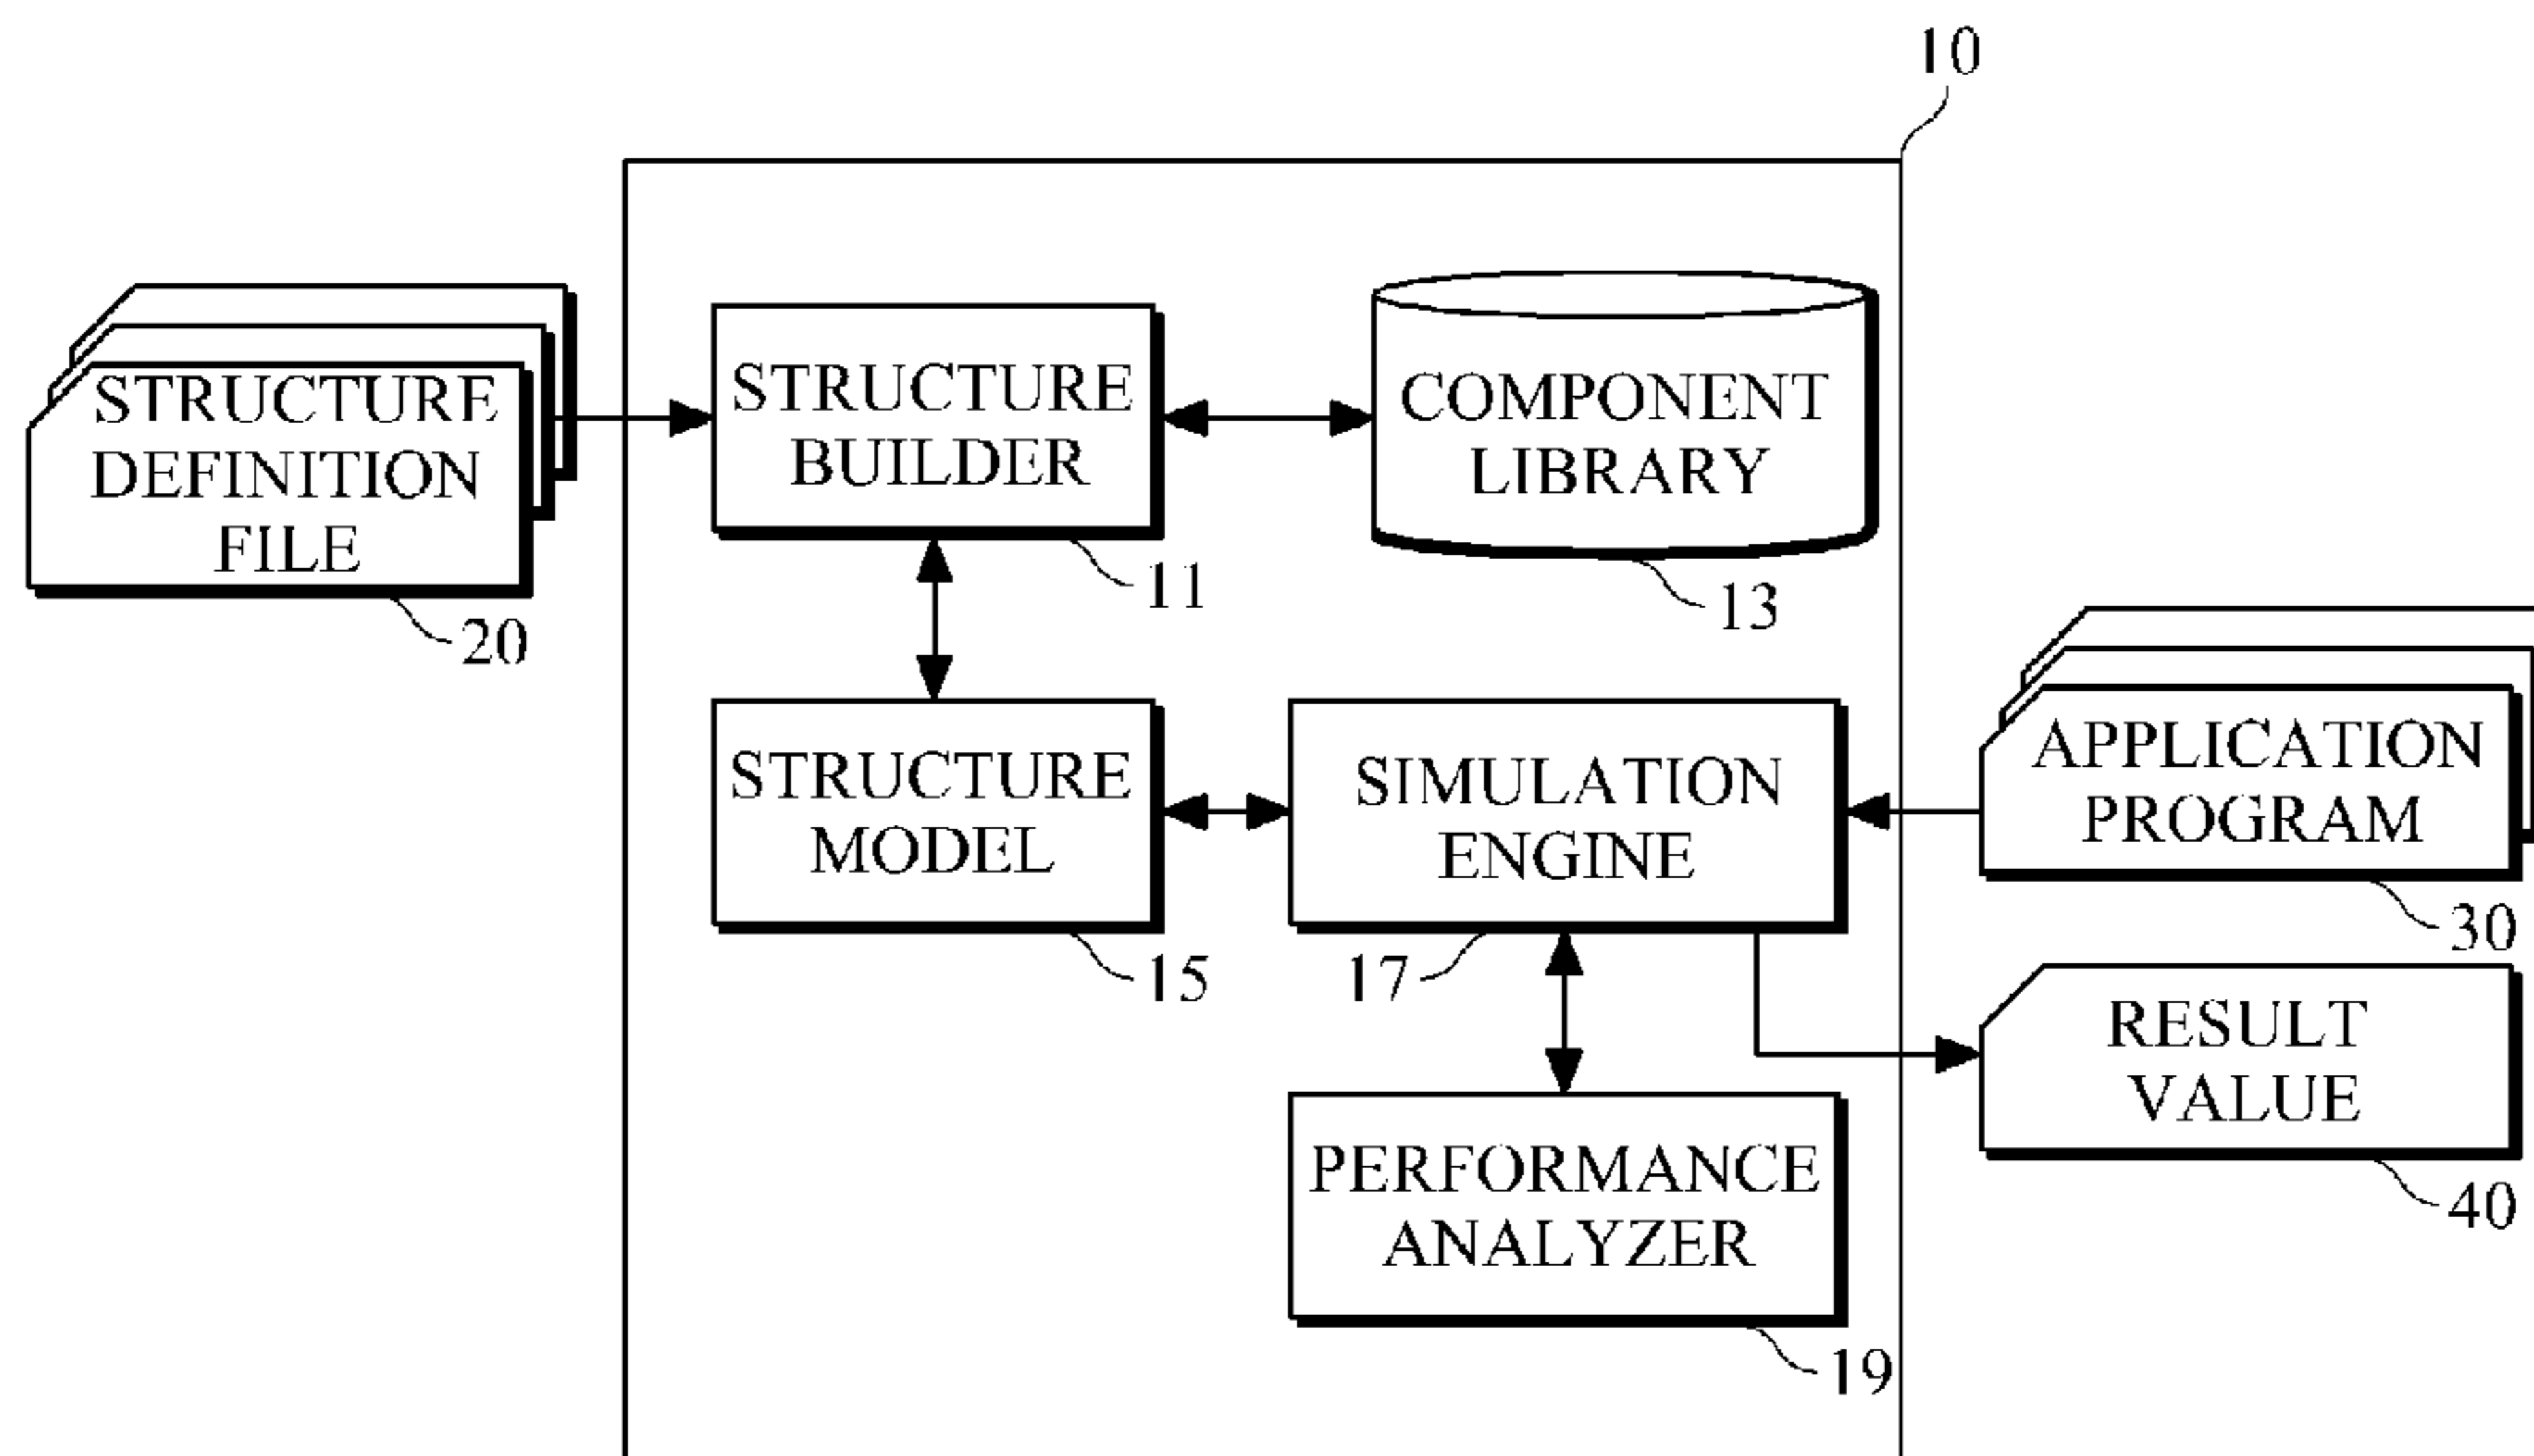 10
STRUCTURE
DEFINITION
FILE
20
STRUCTURE
BUILDER
11
COMPONENT
LIBRARY
13
STRUCTURE
MODEL
15
SIMULATION
ENGINE
17
APPLICATION
PROGRAM
30
RESULT
VALUE
40
PERFORMANCE
ANALYZER
19